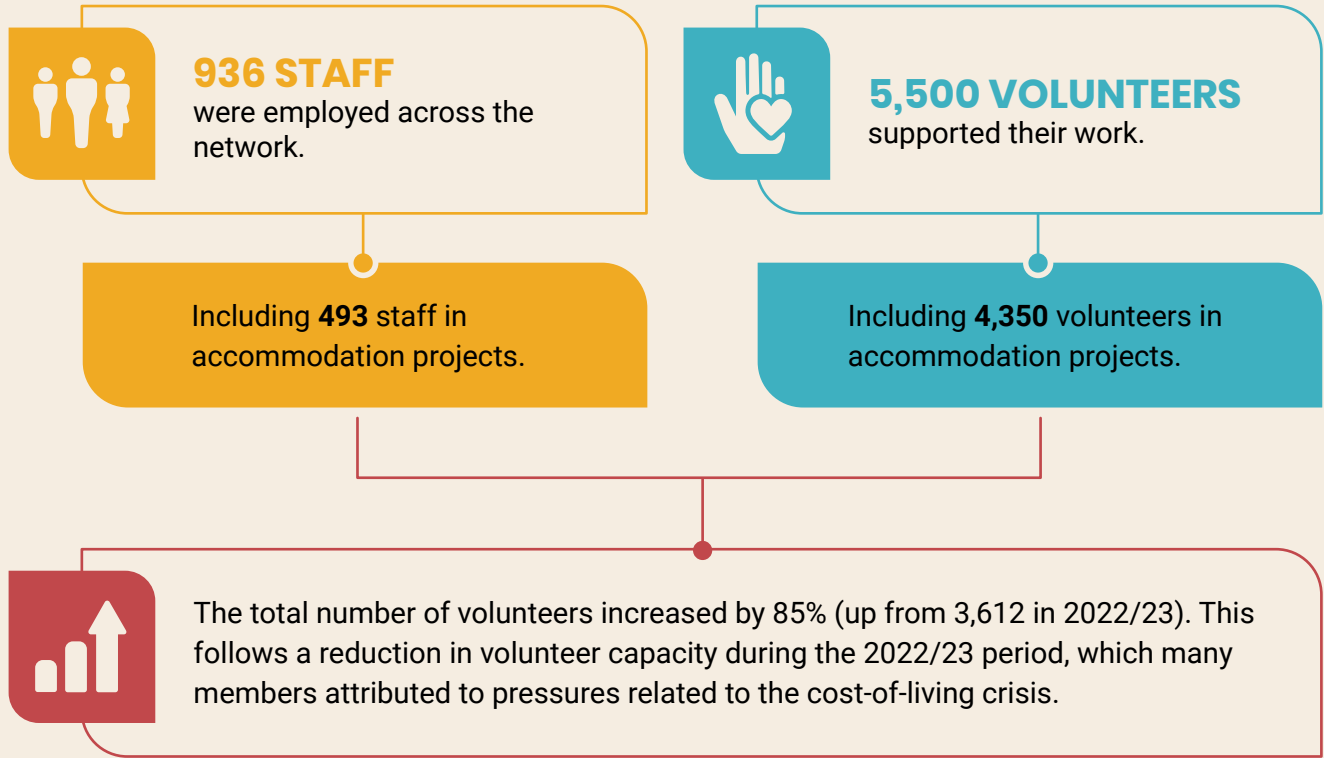 936 STAFF
were employed across the
network.
5,500 VOLUNTEERS
supported their work.
Including 493 staff in
accommodation projects.
Including 4,350 volunteers in
accommodation projects.
The total number of volunteers increased by 85% (up from 3,612 in 2022/23). This
follows a reduction in volunteer capacity during the 2022/23 period, which many
members attributed to pressures related to the cost-of-living crisis.